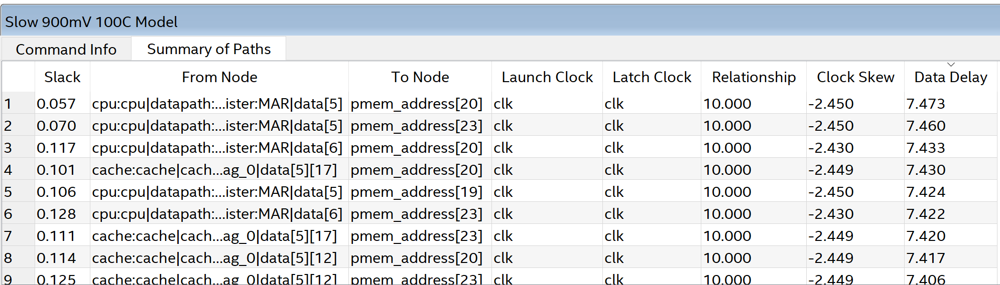 Slow 900mV 100C Model
Command Info Summary of Paths
Slack From Node To Node Launch Clock Latch Clock Relationship Clock Skew Data Delay
1 0.057 cpu:cpu|datapath:...ister:MAR|data[5] pmem_address[20] clk clk 10.000 -2.450 7.473
2 0.070 cpu:cpu|datapath:...ister:MAR|data[5] pmem_address[23] clk clk 10.000 -2.450 7.460
3 0.117 cpu:cpu|datapath:...ister:MAR|data[6] pmem_address[20] clk clk 10.000 -2.430 7.433
4 0.101 cache:cache|cach...ag_0|data[5][17] pmem_address[20] clk clk 10.000 -2.449 7.430
5 0.106 cpu:cpu|datapath:...ister:MAR|data[5] pmem_address[19] clk clk 10.000 -2.450 7.424
6 0.128 cpu:cpu|datapath:...ister:MAR|data[6] pmem_address[23] clk clk 10.000 -2.430 7.422
7 0.111 cache:cache|cach...ag_0|data[5][17] pmem_address[23] clk clk 10.000 -2.449 7.420
8 0.114 cache:cache|cach...ag_0|data[5][12] pmem_address[20] clk clk 10.000 -2.449 7.417
9 0.125 cache:cache|cach...ag_0|data[5][12] pmem_address[23] clk clk 10.000 -2.449 7.406